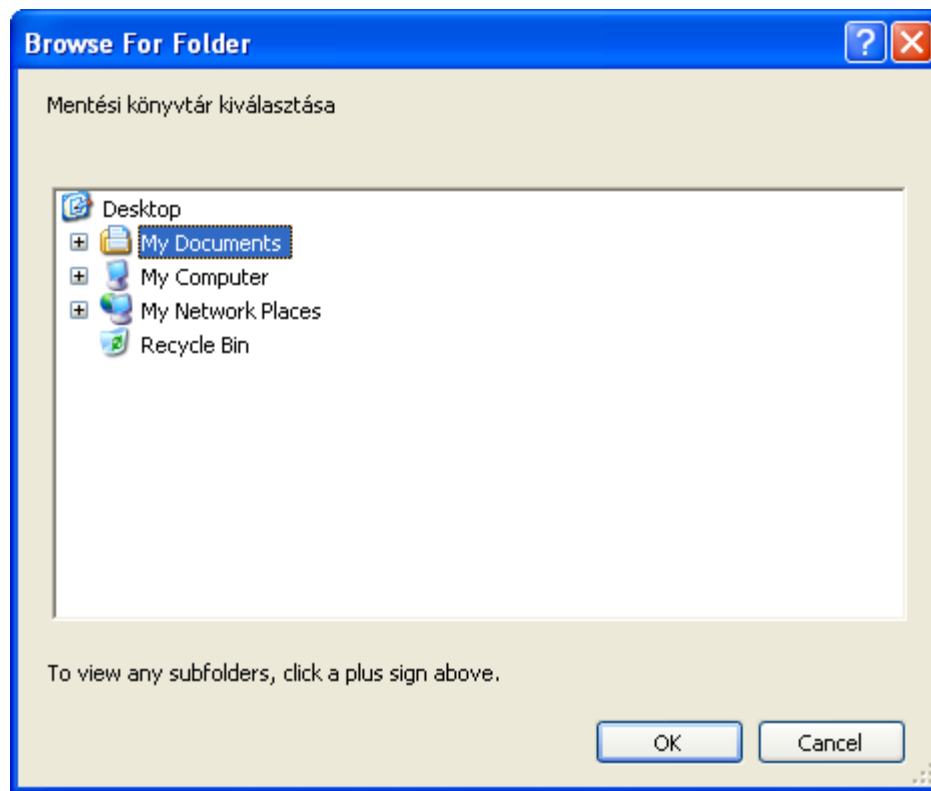 Browse For Folder
Mentési könyvtár kiválasztása
Desktop
My Documents
My Computer
My Network Places
Recycle Bin
To view any subfolders, click a plus sign above.
OK Cancel